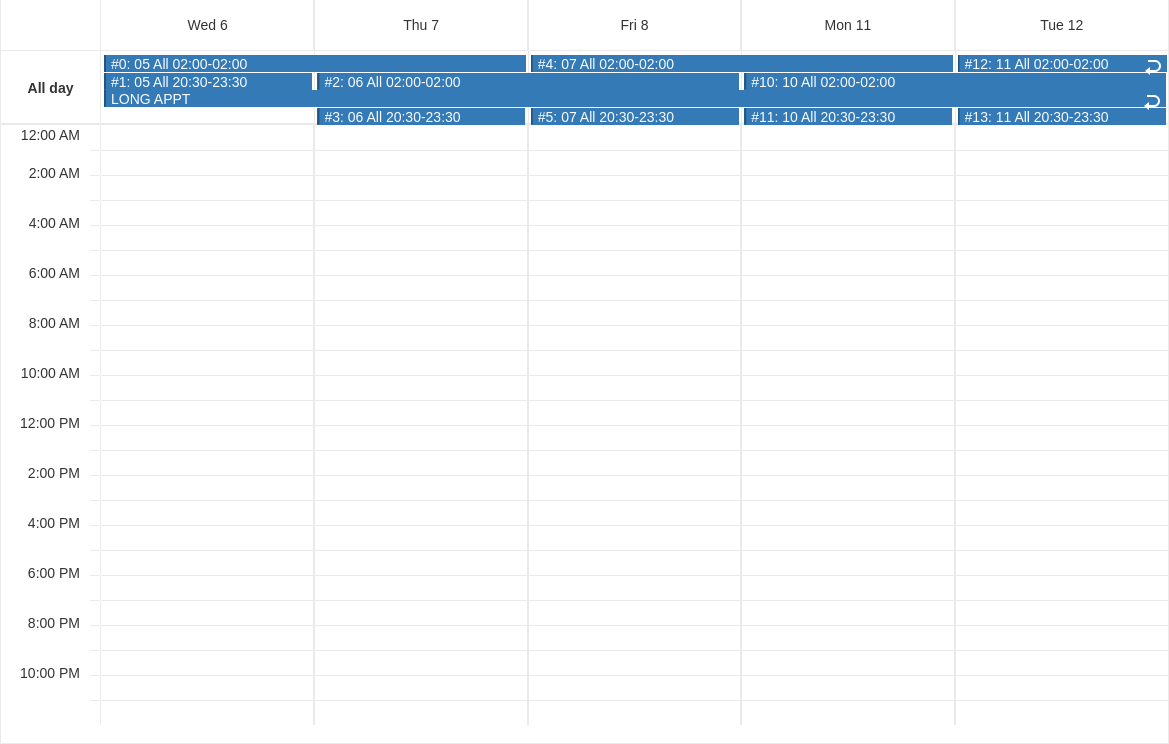 Wed 6
Thu 7
Fri 8
Mon 11
Tue 12
All day
#0: 05 All 02:00-02:00
#4: 07 All 02:00-02:00
#12: 11 All 02:00-02:00
#1: 05 All 20:30-23:30
#2: 06 All 02:00-02:00
#10: 10 All 02:00-02:00
LONG APPT
#3: 06 All 20:30-23:30
#5: 07 All 20:30-23:30
#11: 10 All 20:30-23:30
#13: 11 All 20:30-23:30
12:00 AM
2:00 AM
4:00 AM
6:00 AM
8:00 AM
10:00 AM
12:00 PM
2:00 PM
4:00 PM
6:00 PM
8:00 PM
10:00 PM